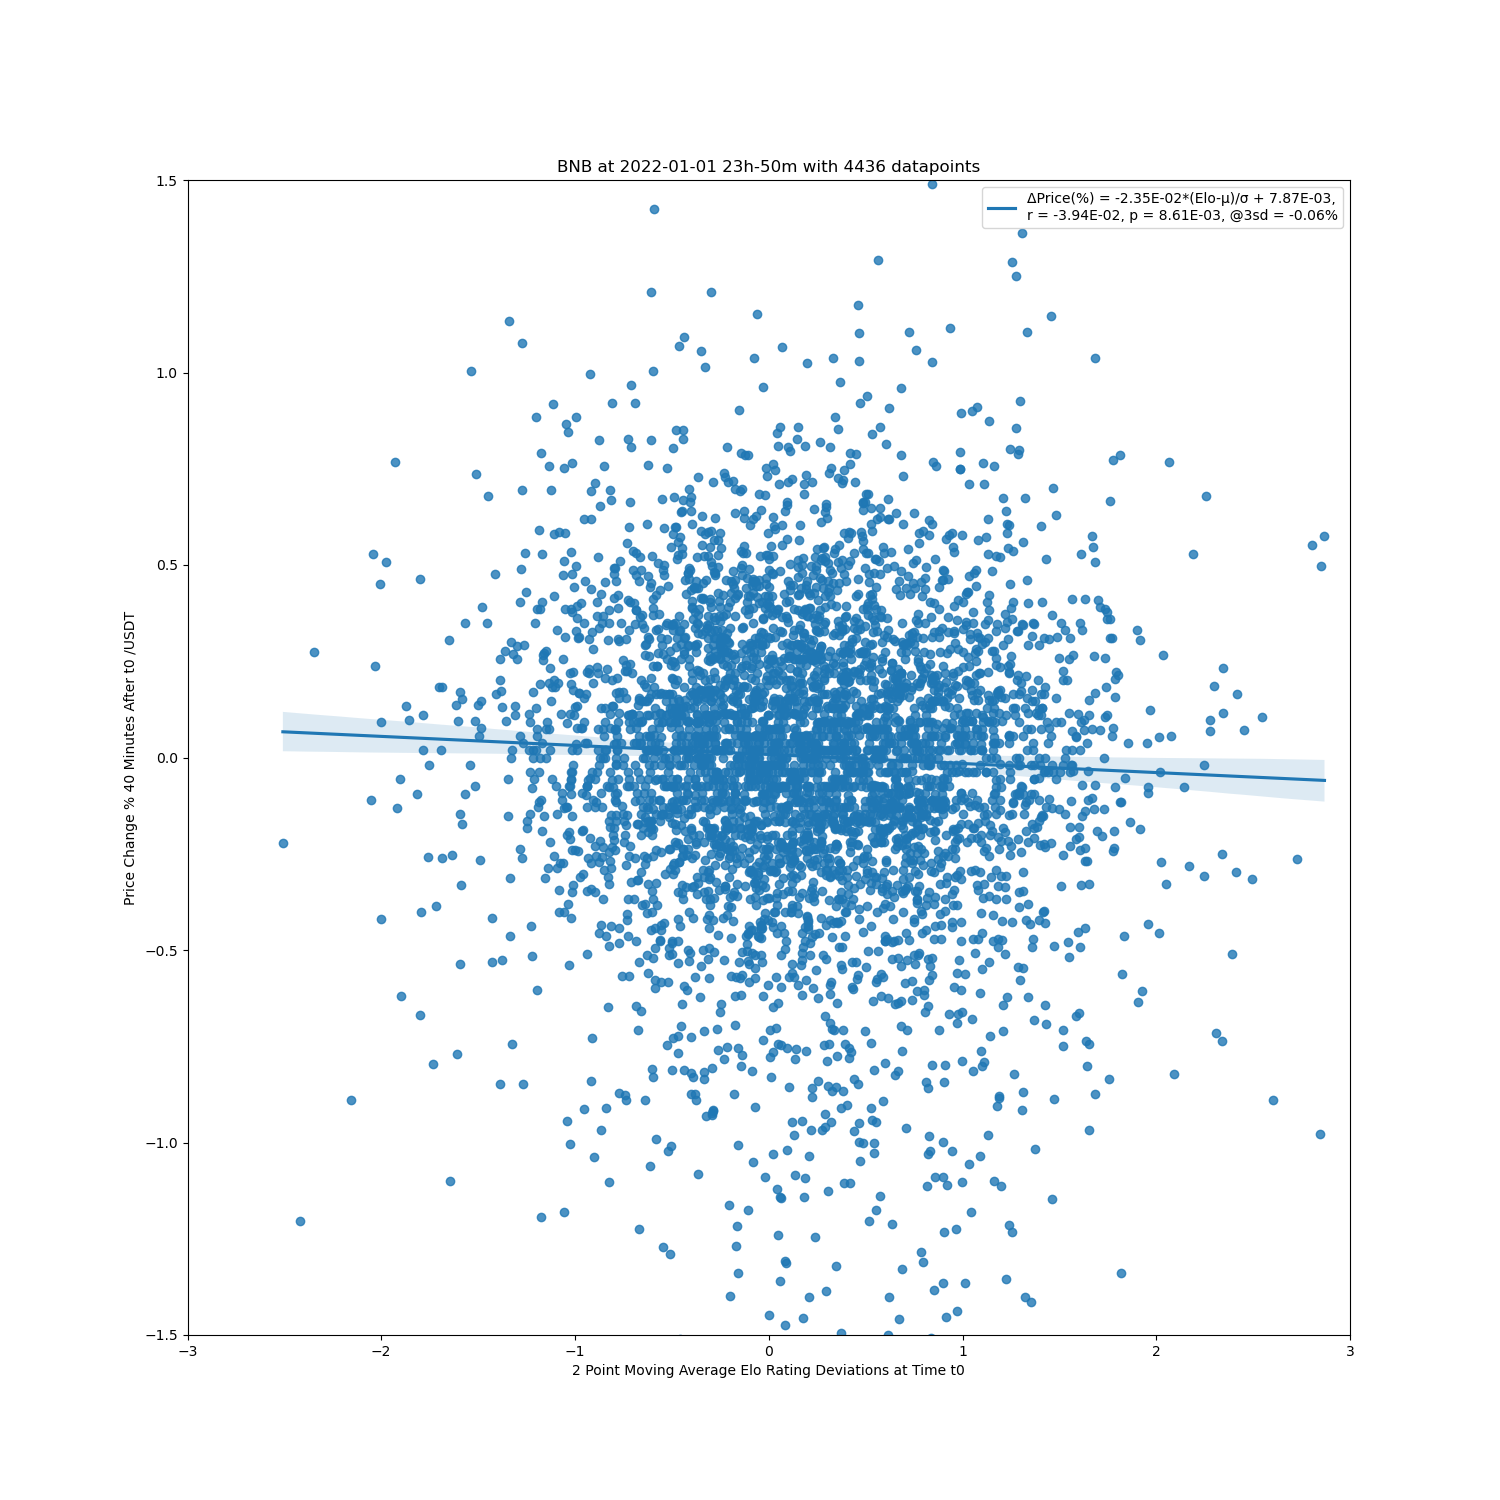 BNB at 2022-01-01 23h-50m with 4436 datapoints
ΔPrice(%) = -2.35E-02*(Elo-μ)/σ + 7.87E-03,
r = -3.94E-02, p = 8.61E-03, @3sd = -0.06%
Price Change % 40 Minutes After t0 /USDT
1.5
1.0
0.5
0.0
−0.5
−1.0
−1.5
−3
−2
−1
0
1
2
3
2 Point Moving Average Elo Rating Deviations at Time t0